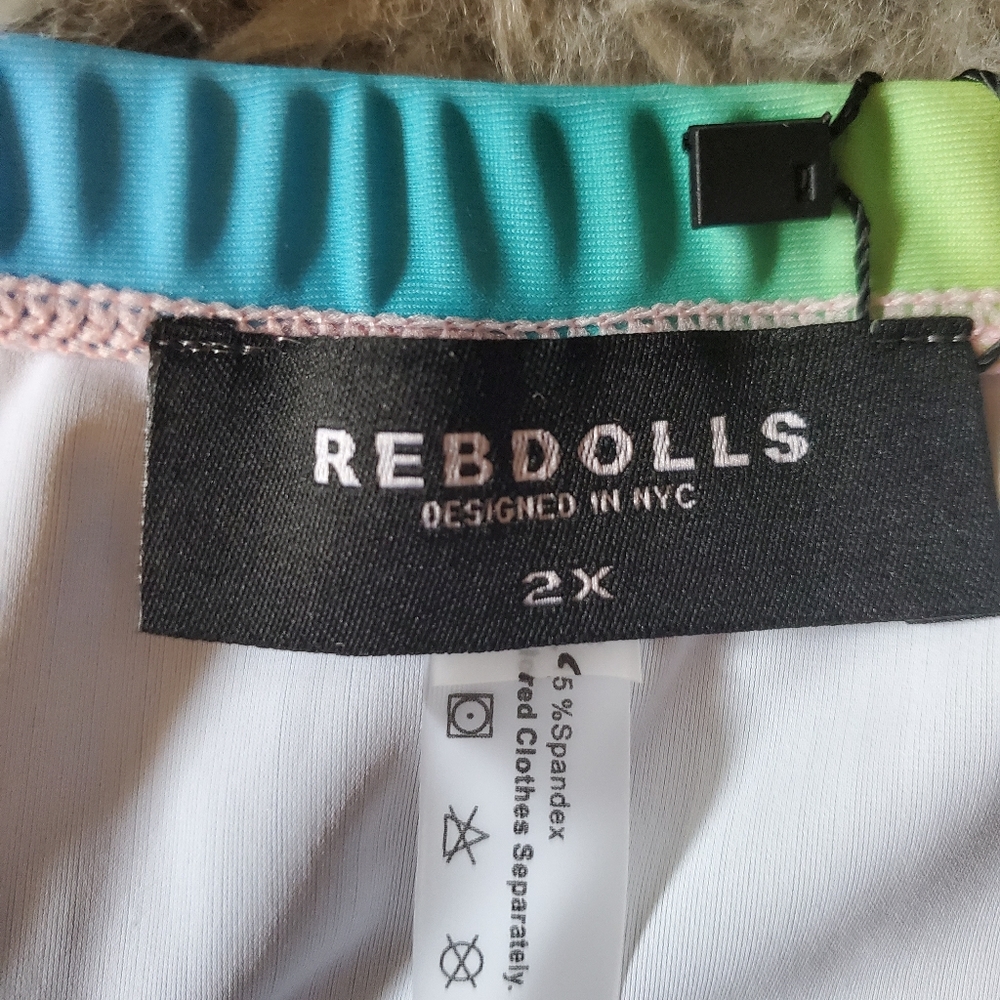 REBDOLLS
DESIGNED IN NYC
2X
5 %Spandex
red Clothes Separately.